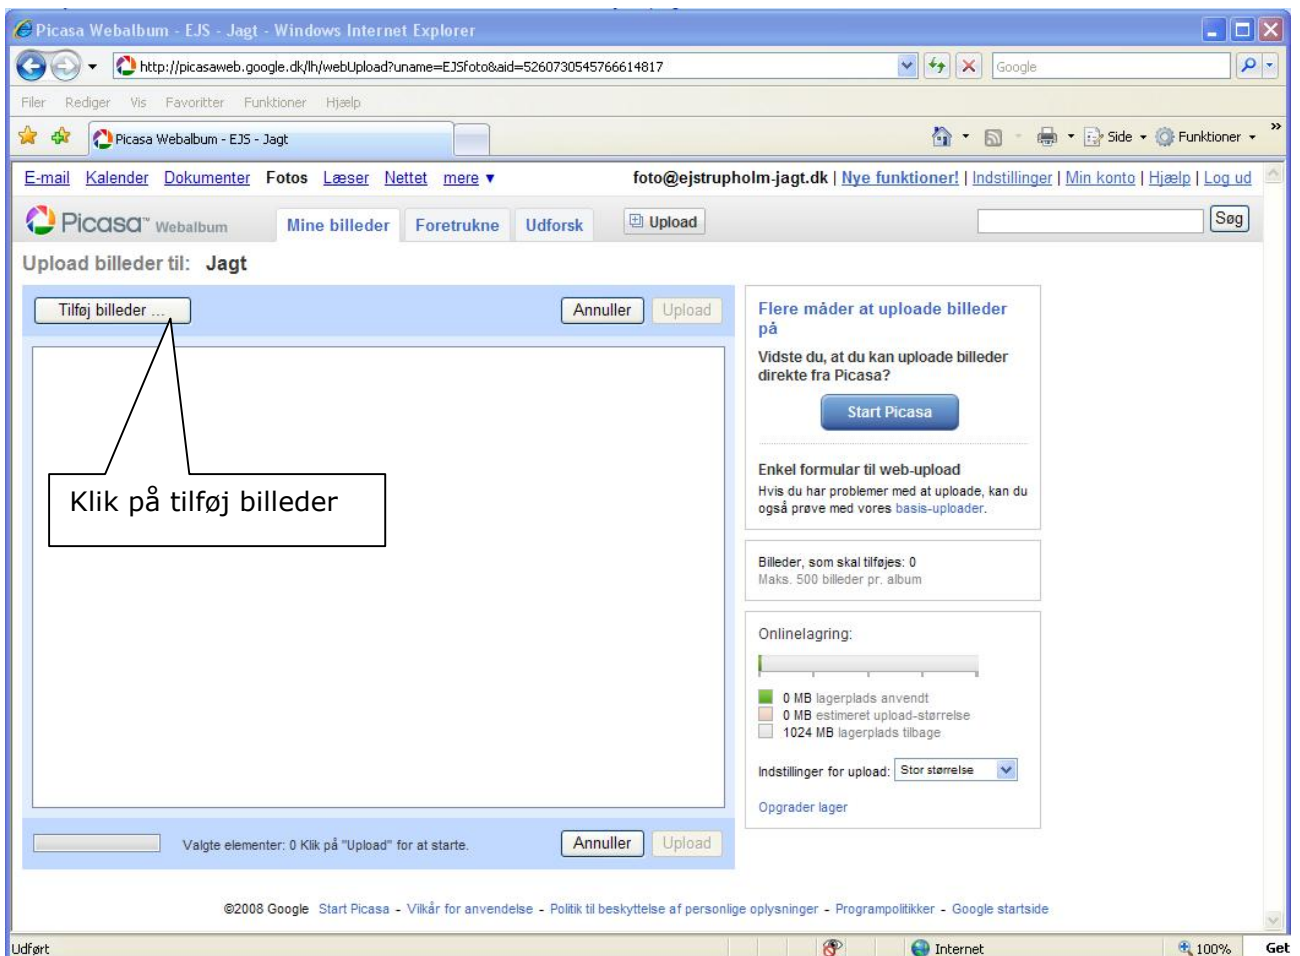 Picasa Webalbum - EJS - Jagt - Windows Internet Explorer
http://picasaweb.google.dk/lh/webUpload?uname=EJSfoto&aid=5260730545766614817
Google
Filer Rediger Vis Favoritter Funktioner Hjælp
Picasa Webalbum - EJS - Jagt
Side Funktioner »
E-mail Kalender Dokumenter Fotos Læser Nettet mere ▼ foto@ejstrupholm-jagt.dk | Nye funktioner! | Indstillinger | Min konto | Hjælp | Log ud
Picasa™ Webalbum Mine billeder Foretrukne Udforsk Upload Søg
Upload billeder til: Jagt
Tilføj billeder ... Annuller Upload
Klik på tilføj billeder
Flere måder at uploade billeder
på
Vidste du, at du kan uploade billeder
direkte fra Picasa?
Start Picasa
Enkel formular til web-upload
Hvis du har problemer med at uploade, kan du
også prøve med vores basis-uploader.
Billeder, som skal tilføjes: 0
Maks. 500 billeder pr. album
Onlinelagring:
0 MB lagerplads anvendt
0 MB estimeret upload-størrelse
1024 MB lagerplads tilbage
Indstillinger for upload: Stor størrelse
Opgrader lager
Valgte elementer: 0 Klik på "Upload" for at starte. Annuller Upload
©2008 Google Start Picasa - Vilkår for anvendelse - Politik til beskyttelse af personlige oplysninger - Programpolitikker - Google startside
Udført Internet 100% Get